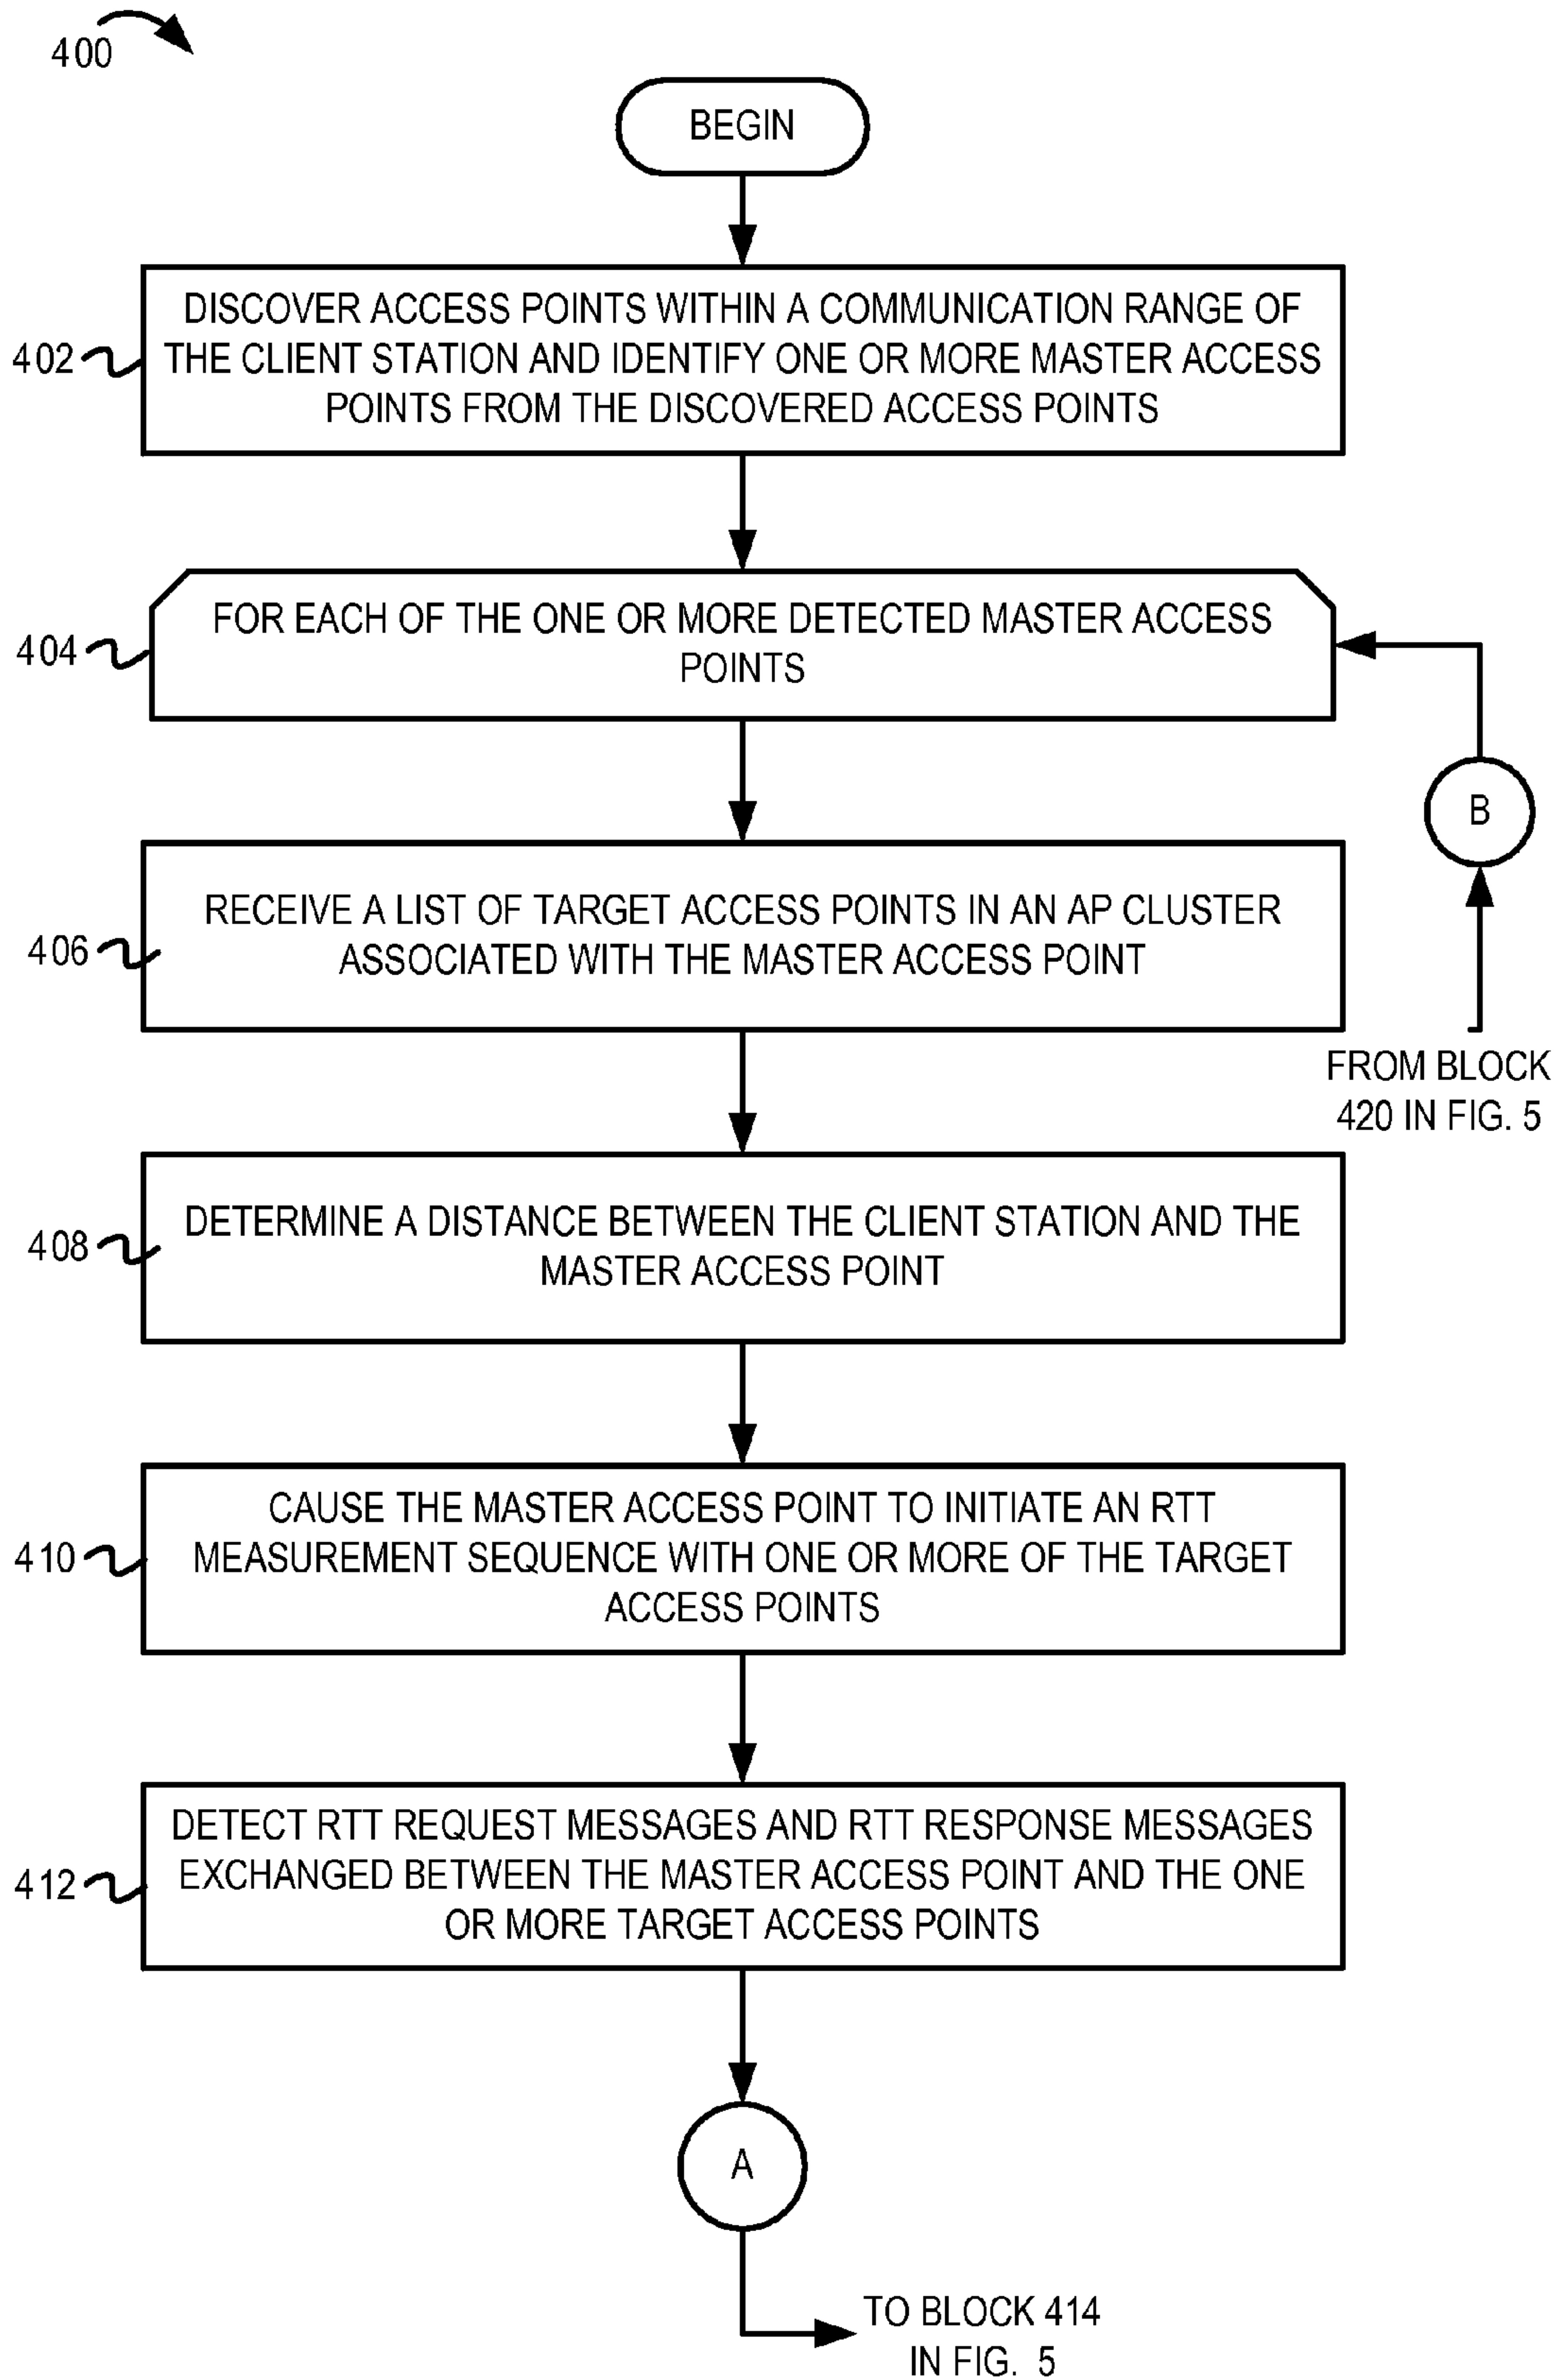 400
BEGIN
402
DISCOVER ACCESS POINTS WITHIN A COMMUNICATION RANGE OF
THE CLIENT STATION AND IDENTIFY ONE OR MORE MASTER ACCESS
POINTS FROM THE DISCOVERED ACCESS POINTS
404
FOR EACH OF THE ONE OR MORE DETECTED MASTER ACCESS
POINTS
B
FROM BLOCK
420 IN FIG. 5
406
RECEIVE A LIST OF TARGET ACCESS POINTS IN AN AP CLUSTER
ASSOCIATED WITH THE MASTER ACCESS POINT
408
DETERMINE A DISTANCE BETWEEN THE CLIENT STATION AND THE
MASTER ACCESS POINT
410
CAUSE THE MASTER ACCESS POINT TO INITIATE AN RTT
MEASUREMENT SEQUENCE WITH ONE OR MORE OF THE TARGET
ACCESS POINTS
412
DETECT RTT REQUEST MESSAGES AND RTT RESPONSE MESSAGES
EXCHANGED BETWEEN THE MASTER ACCESS POINT AND THE ONE
OR MORE TARGET ACCESS POINTS
A
TO BLOCK 414
IN FIG. 5